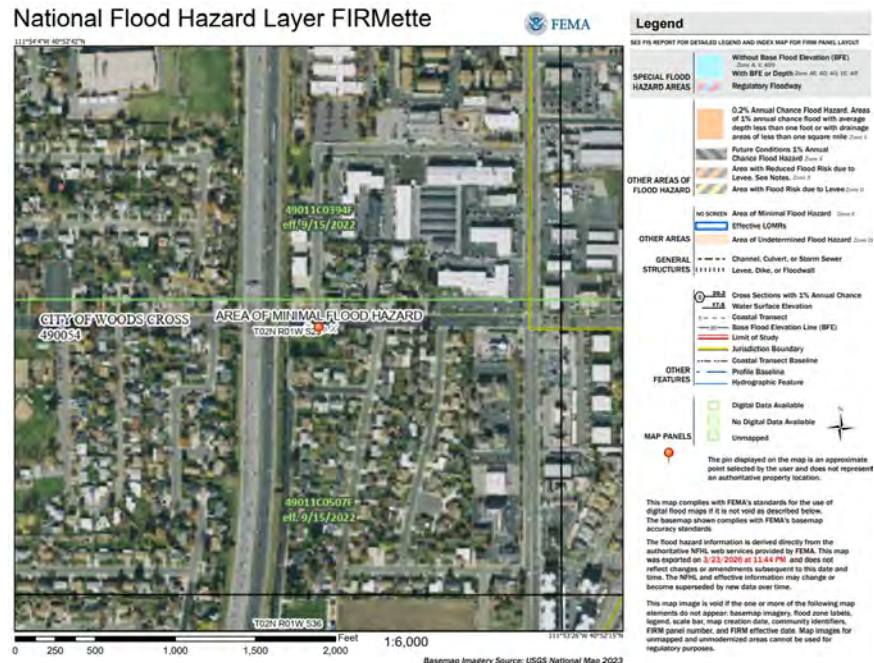 National Flood Hazard Layer FIRMette
FEMA
111°54'4"W 40°52'42"N
49011C0394F
eff. 9/15/2022
CITY OF WOODS CROSS
490054
AREA OF MINIMAL FLOOD HAZARD
T02N R01W
49011C0507F
eff. 9/15/2022
T02N R01W S36
111°53'26"W 40°52'15"N
0 250 500 1,000 1,500 2,000
Feet
1:6,000
Basemap Imagery Source: USGS National Map 2023
Legend
SEE FIS REPORT FOR DETAILED LEGEND AND INDEX MAP FOR FIRM PANEL LAYOUT
SPECIAL FLOOD
HAZARD AREAS
Without Base Flood Elevation (BFE)
Zone A, V, A99
With BFE or Depth Zone AE, AO, AH, VE, AR
Regulatory Floodway
OTHER AREAS OF
FLOOD HAZARD
0.2% Annual Chance Flood Hazard, Areas
of 1% annual chance flood with average
depth less than one foot or with drainage
areas of less than one square mile Zone X
Future Conditions 1% Annual
Chance Flood Hazard Zone X
Area with Reduced Flood Risk due to
Levee. See Notes. Zone X
Area with Flood Risk due to Levee Zone D
OTHER AREAS
NO SCREEN Area of Minimal Flood Hazard Zone X
Effective LOMRs
Area of Undetermined Flood Hazard Zone D
GENERAL
STRUCTURES
Channel, Culvert, or Storm Sewer
Levee, Dike, or Floodwall
OTHER
FEATURES
20.2 Cross Sections with 1% Annual Chance
17.5 Water Surface Elevation
Coastal Transect
Base Flood Elevation Line (BFE)
Limit of Study
Jurisdiction Boundary
Coastal Transect Baseline
Profile Baseline
Hydrographic Feature
MAP PANELS
Digital Data Available
No Digital Data Available
Unmapped
The pin displayed on the map is an approximate
point selected by the user and does not represent
an authoritative property location.
This map complies with FEMA's standards for the use of
digital flood maps if it is not void as described below.
The basemap shown complies with FEMA's basemap
accuracy standards
The flood hazard information is derived directly from the
authoritative NFHL web services provided by FEMA. This map
was exported on 3/23/2026 at 11:44 PM and does not
reflect changes or amendments subsequent to this date and
time. The NFHL and effective information may change or
become superseded by new data over time.
This map image is void if the one or more of the following map
elements do not appear: basemap imagery, flood zone labels,
legend, scale bar, map creation date, community identifiers,
FIRM panel number, and FIRM effective date. Map images for
unmapped and unmodernized areas cannot be used for
regulatory purposes.